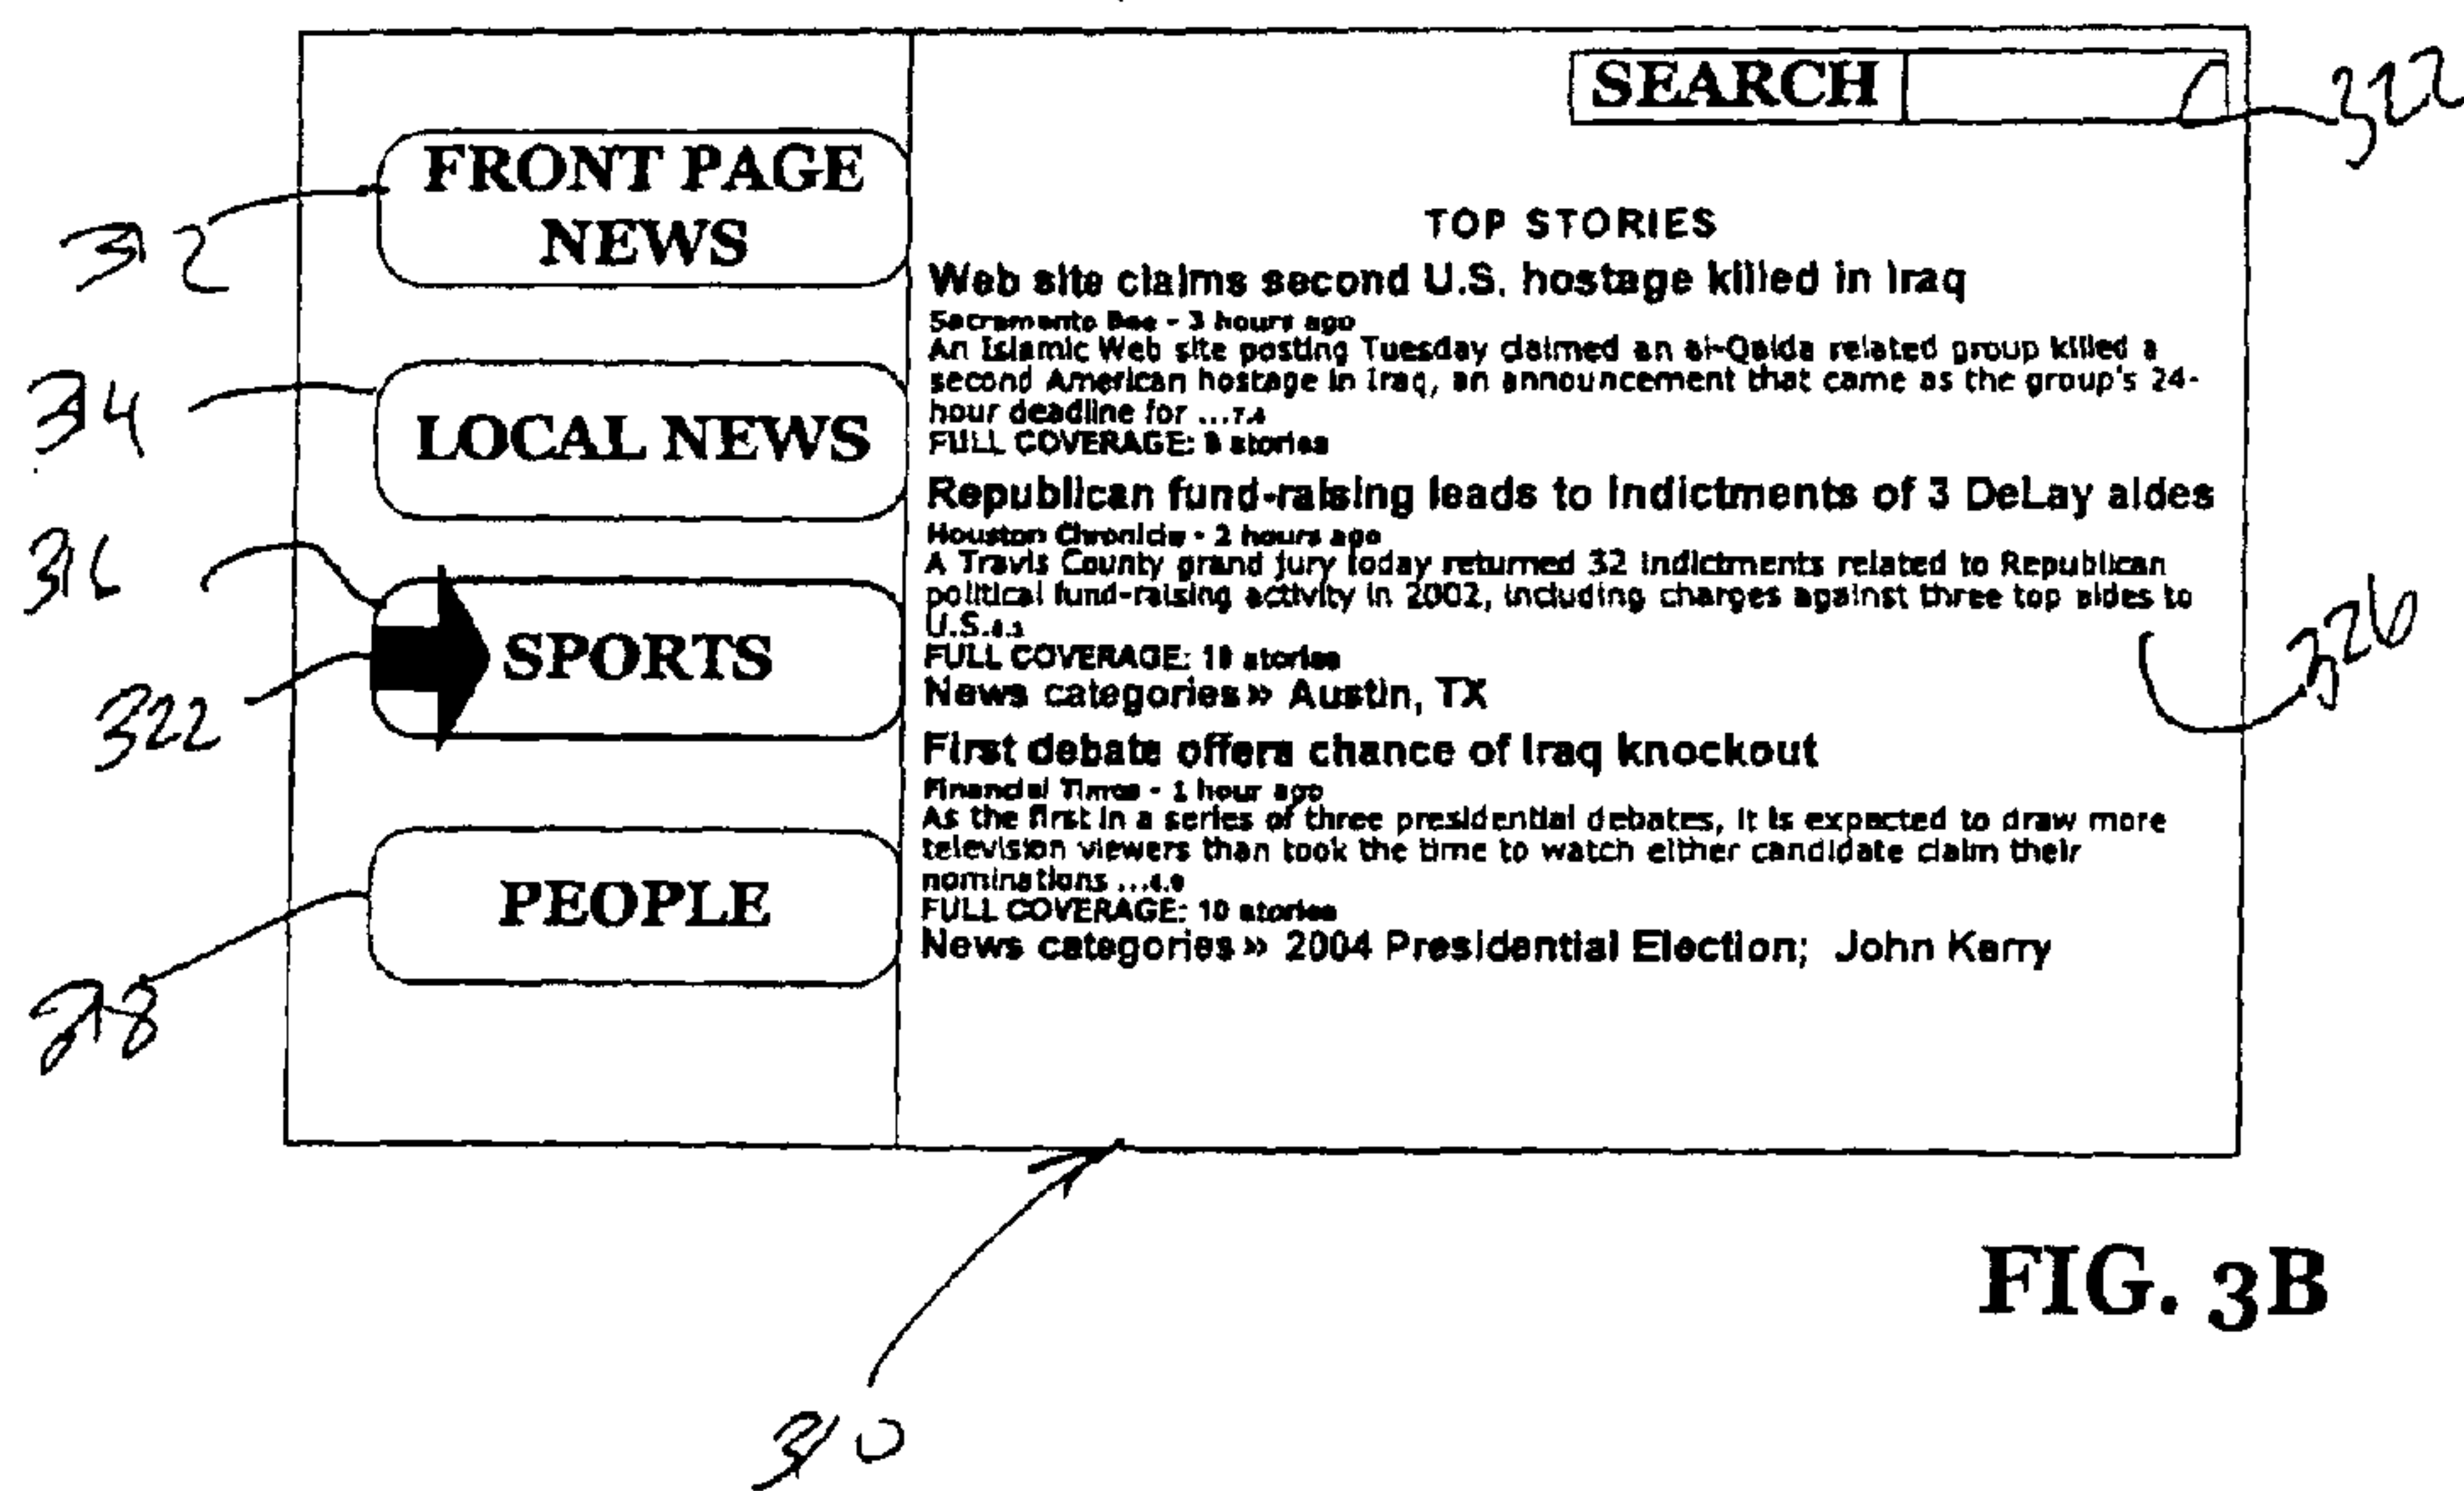 SEARCH
322
FRONT PAGE
NEWS
312
LOCAL NEWS
314
SPORTS
316
322
PEOPLE
318
TOP STORIES
Web site claims second U.S. hostage killed in Iraq
Sacramento Bee - 3 hours ago
An Islamic Web site posting Tuesday claimed an al-Qaida related group killed a
second American hostage in Iraq, an announcement that came as the group's 24-
hour deadline for ...7.4
FULL COVERAGE: stories
Republican fund-raising leads to indictments of 3 DeLay aides
Houston Chronicle - 2 hours ago
A Travis County grand jury today returned 32 indictments related to Republican
political fund-raising activity in 2002, including charges against three top aides to
U.S.
FULL COVERAGE: stories
News categories» Austin, TX
326
First debate offers chance of Iraq knockout
Financial Times - 1 hour ago
As the first in a series of three presidential debates, it is expected to draw more
television viewers than took the time to watch either candidate claim their
nominations ...
FULL COVERAGE: 10 stories
News categories» 2004 Presidential Election; John Kerry
310
FIG. 3B